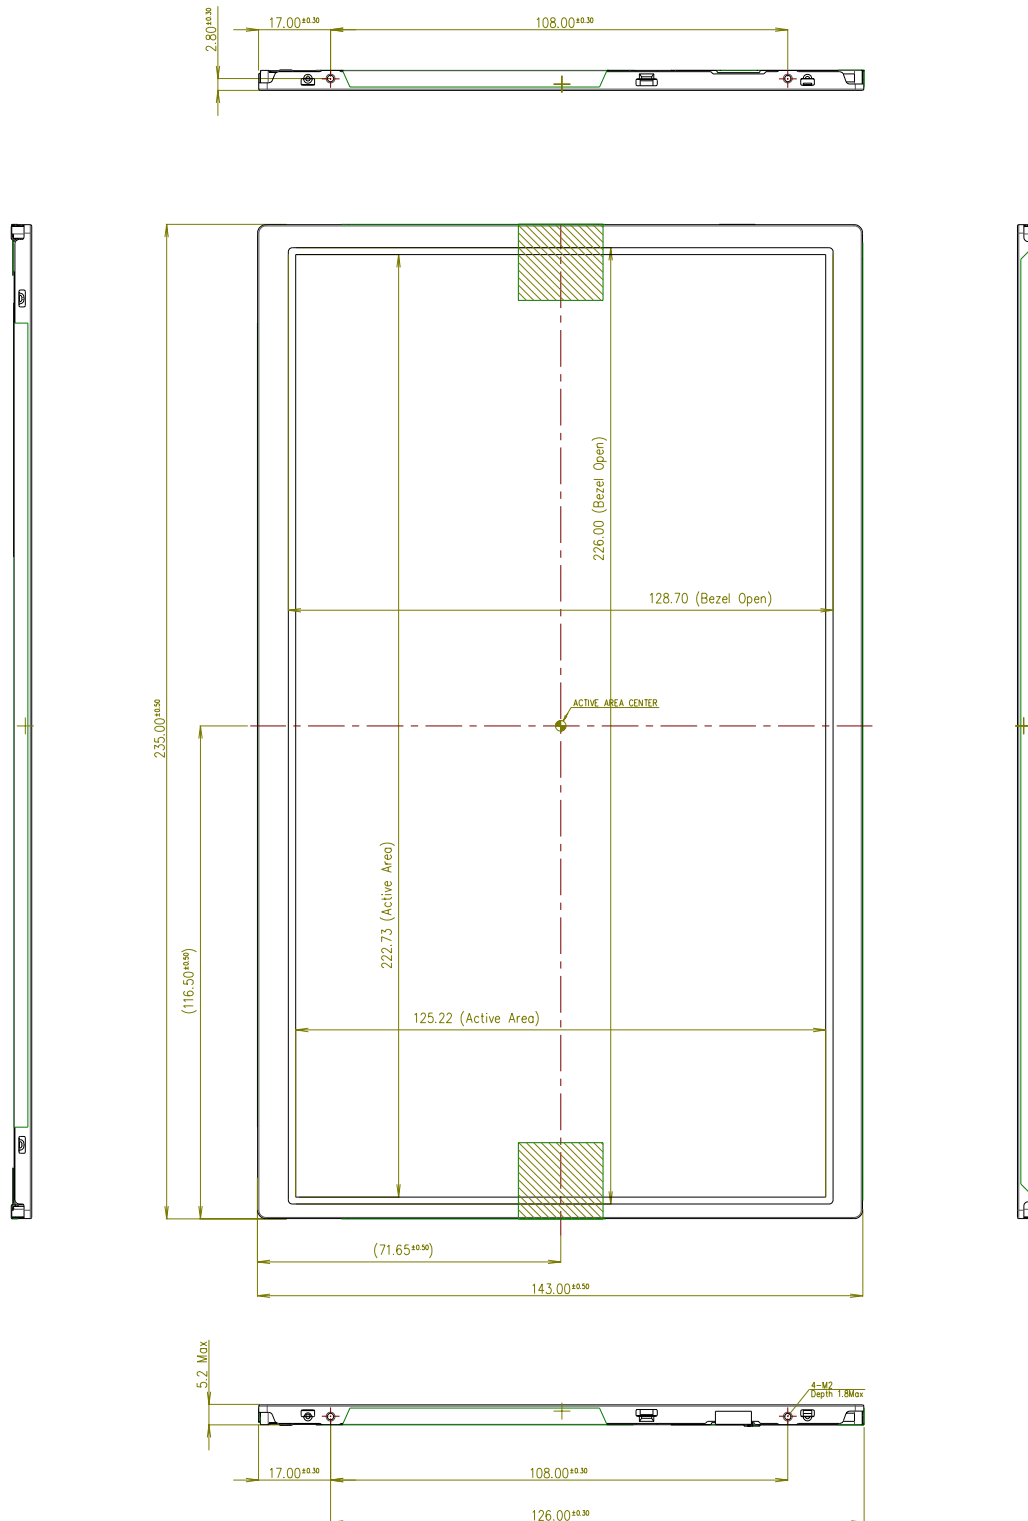 17.00±0.30
108.00±0.30
2.80±0.30
226.00 (Bezel Open)
128.70 (Bezel Open)
ACTIVE AREA CENTER
235.00±0.50
222.73 (Active Area)
(116.50±0.50)
125.22 (Active Area)
(71.65±0.50)
143.00±0.50
5.2 Max
4-M2
Depth 1.8Max
17.00±0.30
108.00±0.30
126.00±0.30